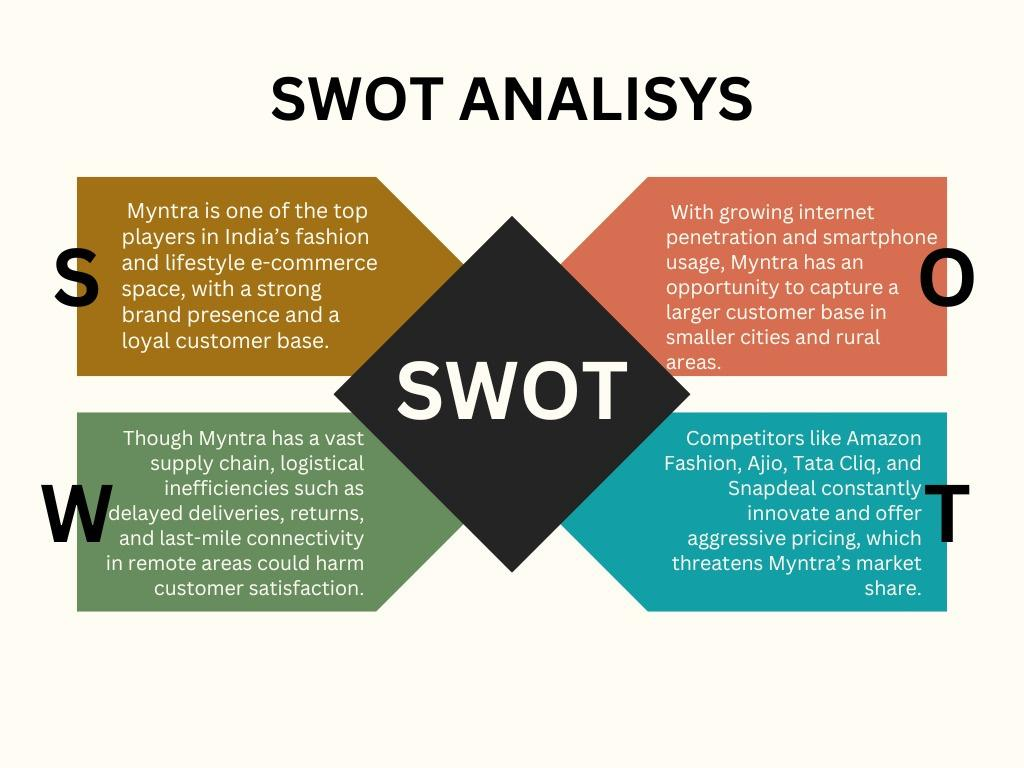 SWOT ANALISYS
S
Myntra is one of the top
players in India’s fashion
and lifestyle e-commerce
space, with a strong
brand presence and a
loyal customer base.
With growing internet
penetration and smartphone
usage, Myntra has an
opportunity to capture a
larger customer base in
smaller cities and rural
areas.
O
SWOT
W
Though Myntra has a vast
supply chain, logistical
inefficiencies such as
delayed deliveries, returns,
and last-mile connectivity
in remote areas could harm
customer satisfaction.
Competitors like Amazon
Fashion, Ajio, Tata Cliq, and
Snapdeal constantly
innovate and offer
aggressive pricing, which
threatens Myntra’s market
share.
T